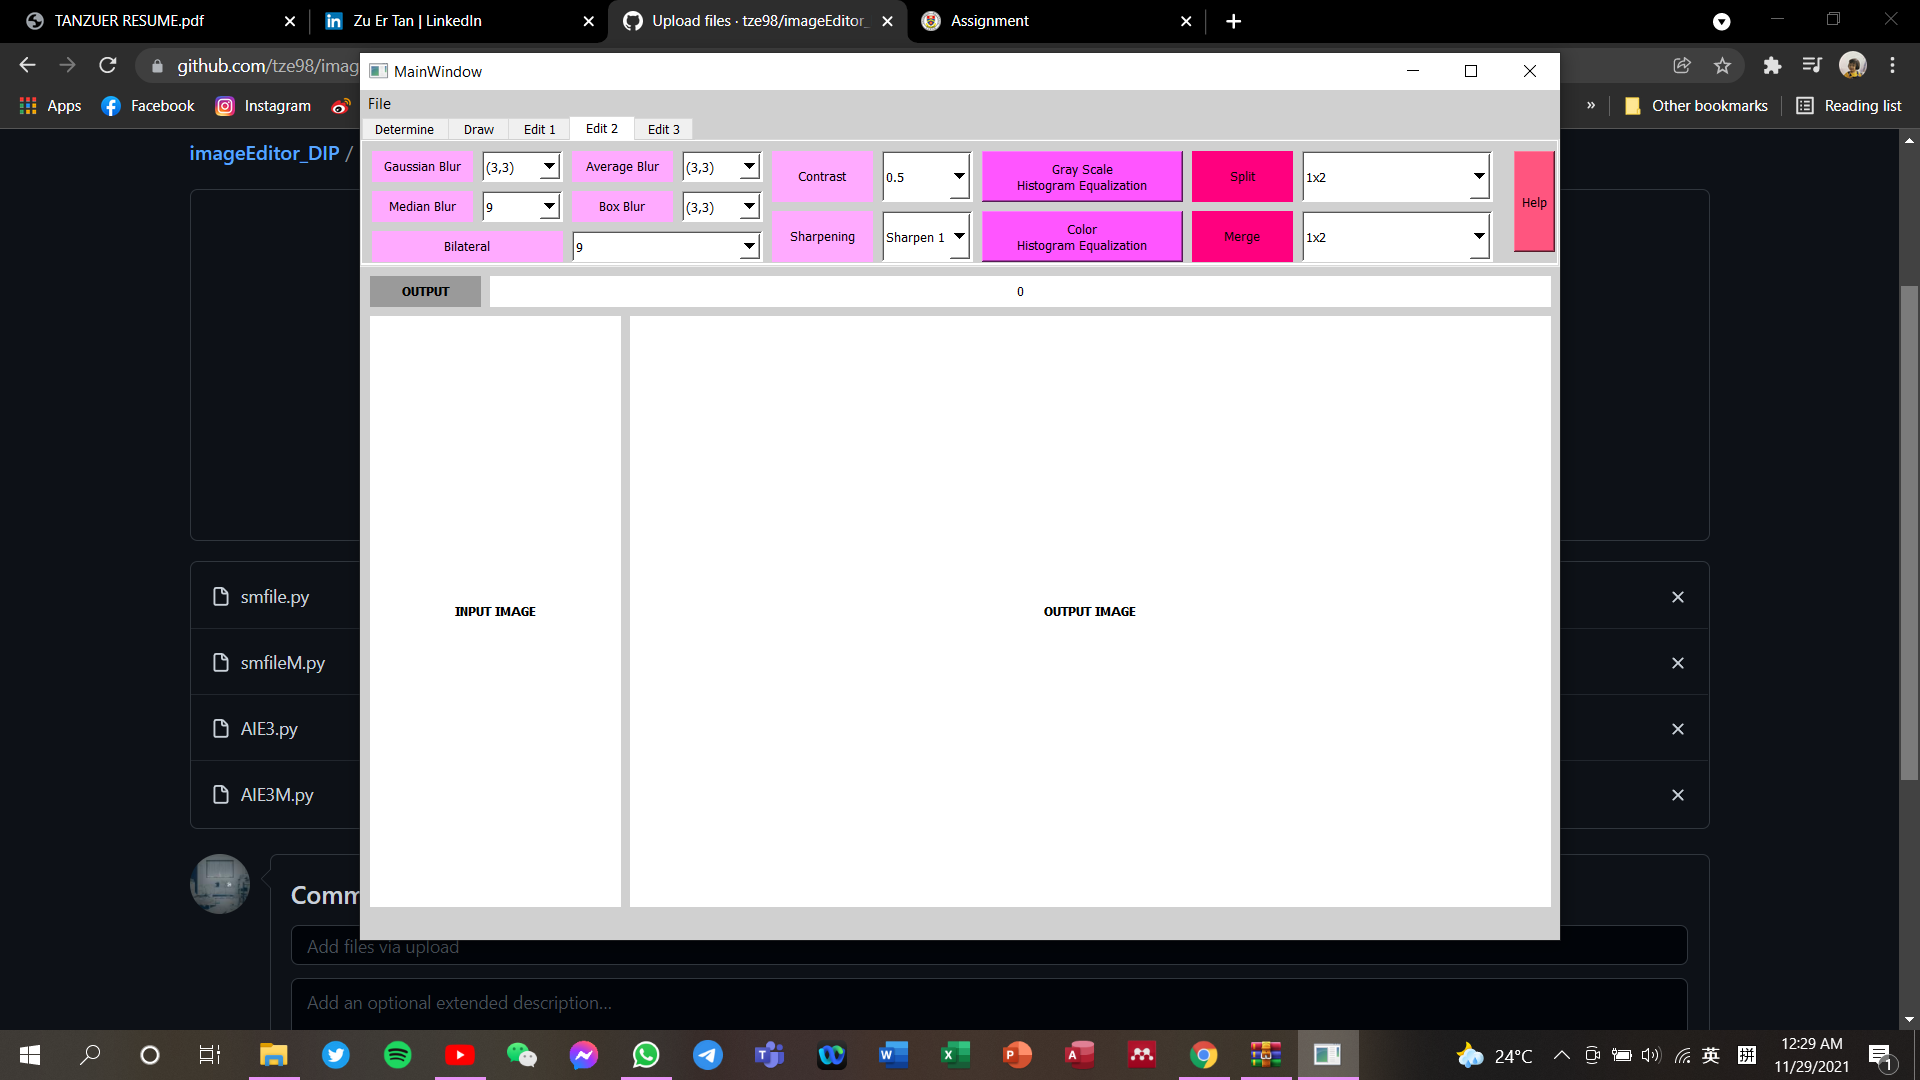 TANZUER RESUME.pdf
Zu Er Tan | LinkedIn
Upload files · tze98/imageEditor_
Assignment
github.com/tze98/imag
MainWindow
Apps
Facebook
Instagram
»
Other bookmarks
Reading list
File
Determine
Draw
Edit 1
Edit 2
Edit 3
imageEditor_DIP /
Gaussian Blur
(3,3)
Average Blur
(3,3)
Contrast
0.5
Gray Scale
Histogram Equalization
Split
1x2
Help
Median Blur
9
Box Blur
(3,3)
Sharpening
Sharpen 1
Color
Histogram Equalization
Merge
1x2
Bilateral
9
OUTPUT
0
INPUT IMAGE
OUTPUT IMAGE
smfile.py
smfileM.py
AIE3.py
AIE3M.py
Comm
Add files via upload
Add an optional extended description...
24°C
英
拼
12:29 AM
11/29/2021
1